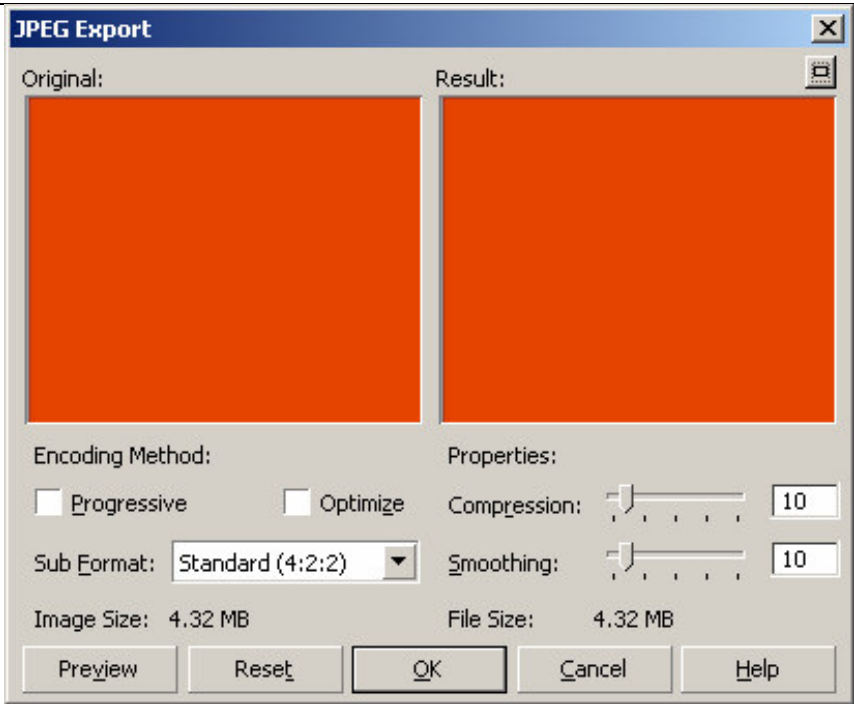 JPEG Export
Original: Result:
Encoding Method: Properties:
Progressive Optimize Compression: 10
Sub Format: Standard (4:2:2) Smoothing: 10
Image Size: 4.32 MB File Size: 4.32 MB
Preview Reset OK Cancel Help